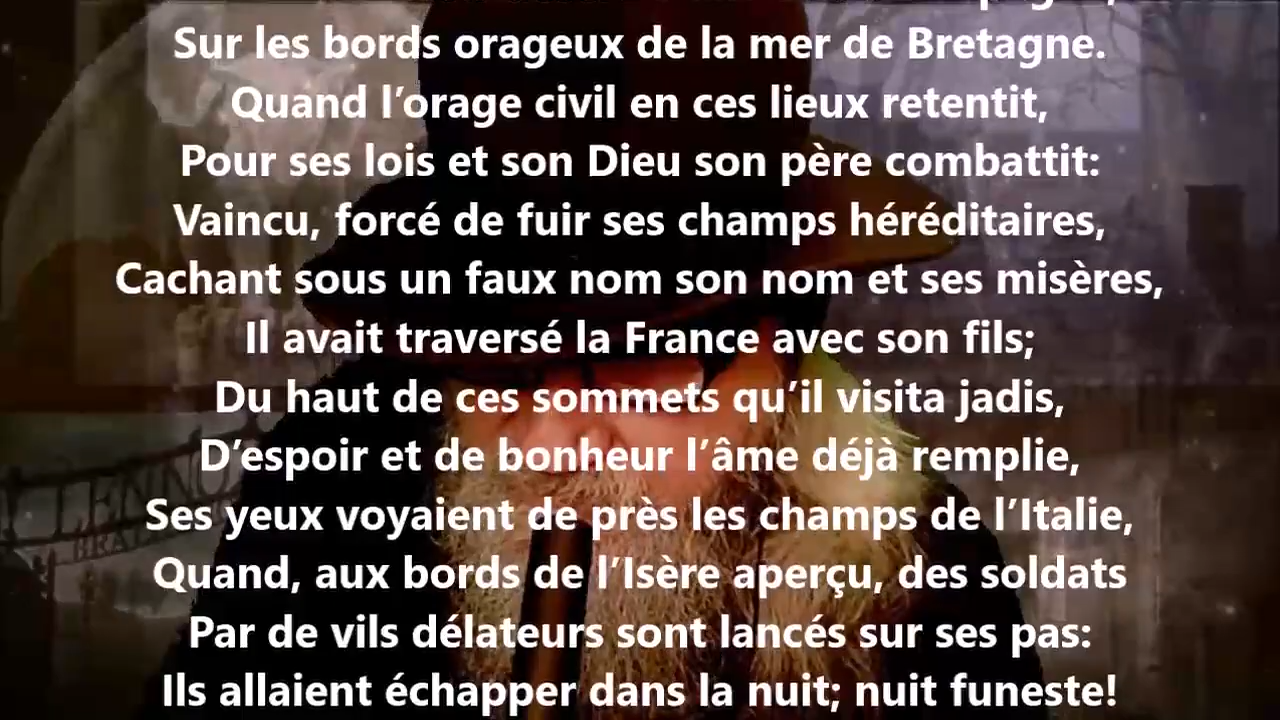 Sur les bords orageux de la mer de Bretagne.
Quand l’orage civil en ces lieux retentit,
Pour ses lois et son Dieu son père combattit:
Vaincu, forcé de fuir ses champs héréditaires,
Cachant sous un faux nom son nom et ses misères,
Il avait traversé la France avec son fils;
Du haut de ces sommets qu’il visita jadis,
D’espoir et de bonheur l’âme déjà remplie,
Ses yeux voyaient de près les champs de l’Italie,
Quand, aux bords de l’Isère aperçu, des soldats
Par de vils délateurs sont lancés sur ses pas:
Ils allaient échapper dans la nuit; nuit funeste!